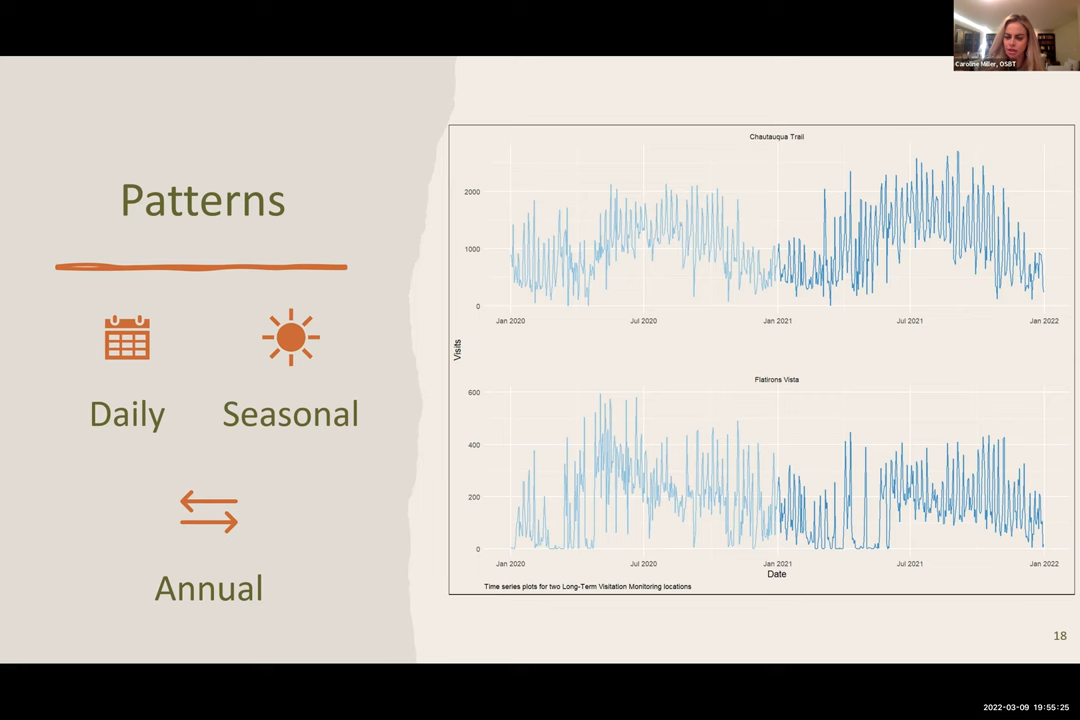 Caroline Miller, OSBT
Patterns
Daily
Seasonal
Annual
Chautauqua Trail
2000
1000
0
Jan 2020
Jul 2020
Jan 2021
Jul 2021
Jan 2022
Visits
Flatirons Vista
600
400
200
0
Jan 2020
Jul 2020
Jan 2021
Jul 2021
Jan 2022
Date
Time series plots for two Long-Term Visitation Monitoring locations
18
2022-03-09 19:55:25